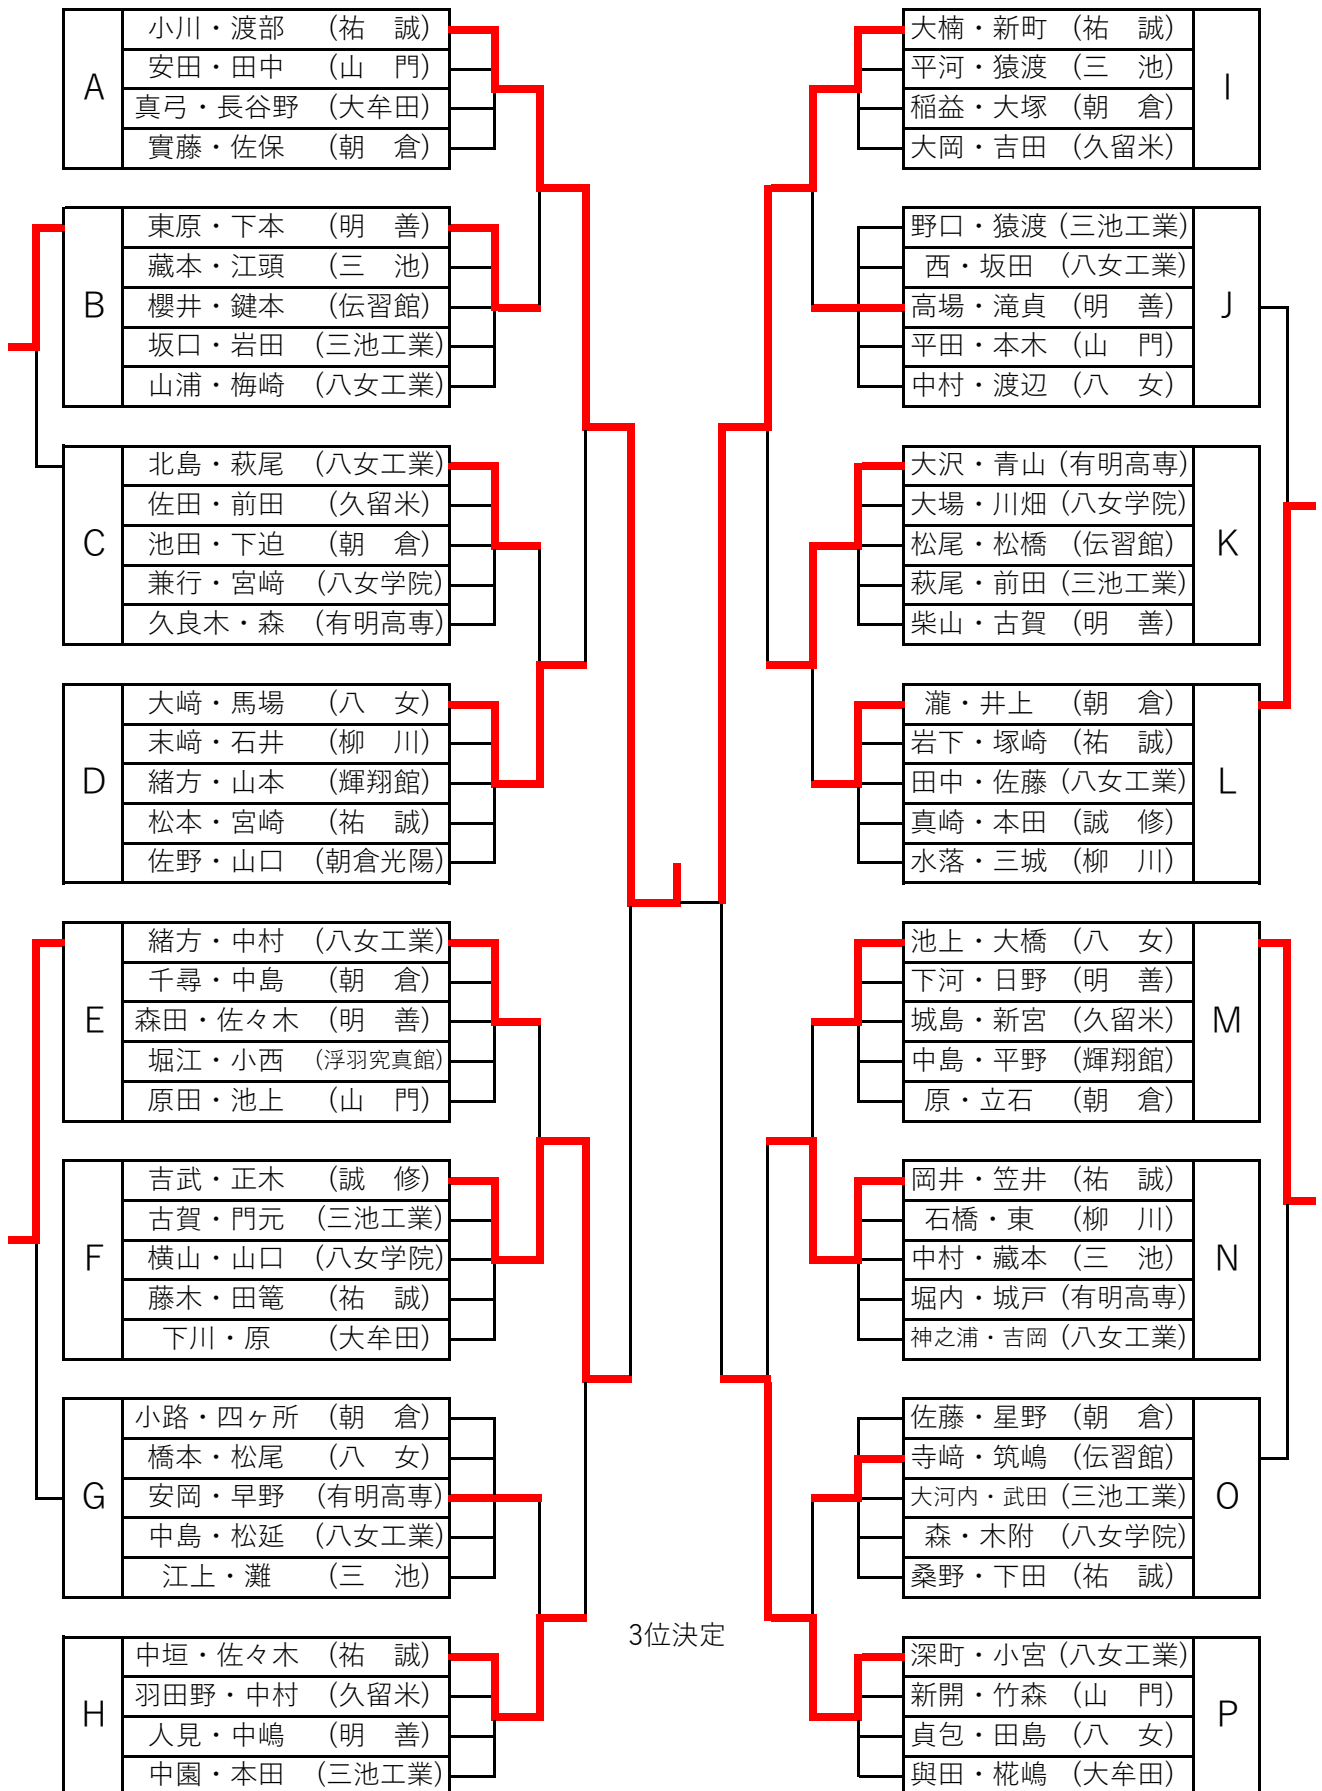 A
小川・渡部 (祐 誠)
安田・田中 (山 門)
真弓・長谷野 (大牟田)
實藤・佐保 (朝 倉)
B
東原・下本 (明 善)
藏本・江頭 (三 池)
櫻井・鍵本 (伝習館)
坂口・岩田 (三池工業)
山浦・梅崎 (八女工業)
C
北島・萩尾 (八女工業)
佐田・前田 (久留米)
池田・下迫 (朝 倉)
兼行・宮﨑 (八女学院)
久良木・森 (有明高専)
D
大﨑・馬場 (八 女)
末﨑・石井 (柳 川)
緒方・山本 (輝翔館)
松本・宮崎 (祐 誠)
佐野・山口 (朝倉光陽)
E
緒方・中村 (八女工業)
千尋・中島 (朝 倉)
森田・佐々木 (明 善)
堀江・小西 (浮羽究真館)
原田・池上 (山 門)
F
吉武・正木 (誠 修)
古賀・門元 (三池工業)
横山・山口 (八女学院)
藤木・田篭 (祐 誠)
下川・原 (大牟田)
G
小路・四ヶ所 (朝 倉)
橋本・松尾 (八 女)
安岡・早野 (有明高専)
中島・松延 (八女工業)
江上・灘 (三 池)
H
中垣・佐々木 (祐 誠)
羽田野・中村 (久留米)
人見・中嶋 (明 善)
中園・本田 (三池工業)
3位決定
大楠・新町 (祐 誠)
平河・猿渡 (三 池)
稲益・大塚 (朝 倉)
大岡・吉田 (久留米)
I
野口・猿渡 (三池工業)
西・坂田 (八女工業)
高場・滝貞 (明 善)
平田・本木 (山 門)
中村・渡辺 (八 女)
J
大沢・青山 (有明高専)
大場・川畑 (八女学院)
松尾・松橋 (伝習館)
萩尾・前田 (三池工業)
柴山・古賀 (明 善)
K
瀧・井上 (朝 倉)
岩下・塚崎 (祐 誠)
田中・佐藤 (八女工業)
真崎・本田 (誠 修)
水落・三城 (柳 川)
L
池上・大橋 (八 女)
下河・日野 (明 善)
城島・新宮 (久留米)
中島・平野 (輝翔館)
原・立石 (朝 倉)
M
岡井・笠井 (祐 誠)
石橋・東 (柳 川)
中村・藏本 (三 池)
堀内・城戸 (有明高専)
神之浦・吉岡 (八女工業)
N
佐藤・星野 (朝 倉)
寺﨑・筑嶋 (伝習館)
大河内・武田 (三池工業)
森・木附 (八女学院)
桑野・下田 (祐 誠)
O
深町・小宮 (八女工業)
新開・竹森 (山 門)
貞包・田島 (八 女)
與田・椛嶋 (大牟田)
P